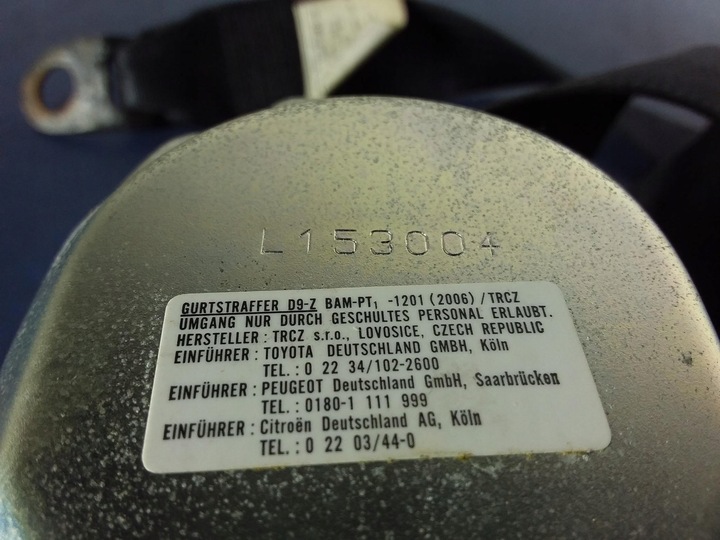 L153004
GURTSTRAFFER D9-Z BAM-PT₁ -1201 (2006) /TRCZ
UMGANG NUR DURCH GESCHULTES PERSONAL ERLAUBT.
HERSTELLER : TRCZ s.r.o., LOVOSICE, CZECH REPUBLIC
EINFÜHRER : TOYOTA DEUTSCHLAND GMBH, Köln
TEL. : 0 22 34/102-2600
EINFÜHRER : PEUGEOT Deutschland GmbH, Saarbrücken
TEL. : 0180-1 111 999
EINFÜHRER : Citroën Deutschland AG, Köln
TEL. : 0 22 03/44-0